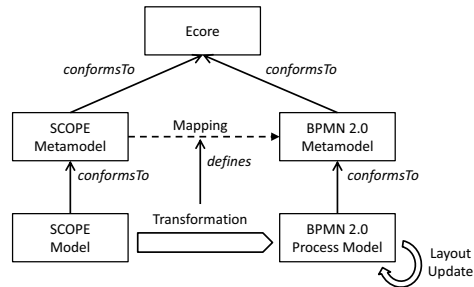 Ecore
conformsTo
conformsTo
SCOPE
Metamodel
Mapping
BPMN 2.0
Metamodel
defines
conformsTo
conformsTo
SCOPE
Model
Transformation
BPMN 2.0
Process Model
Layout
Update